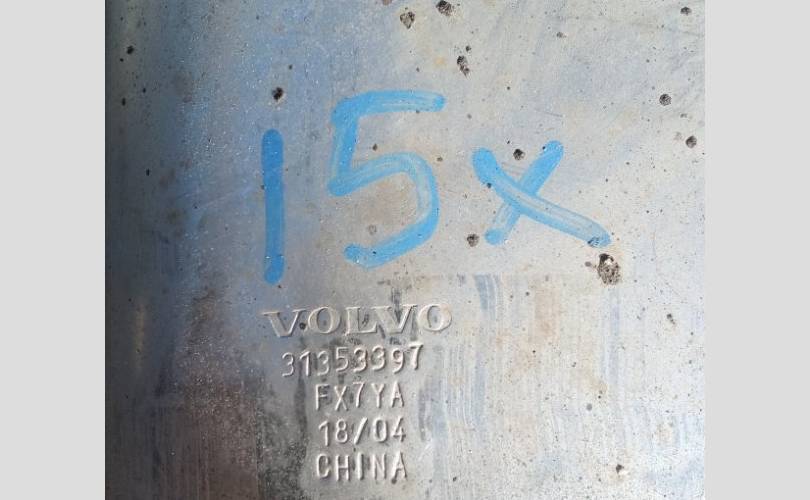 15x
VOLVO
31353397
FX7YA
18/04
CHINA